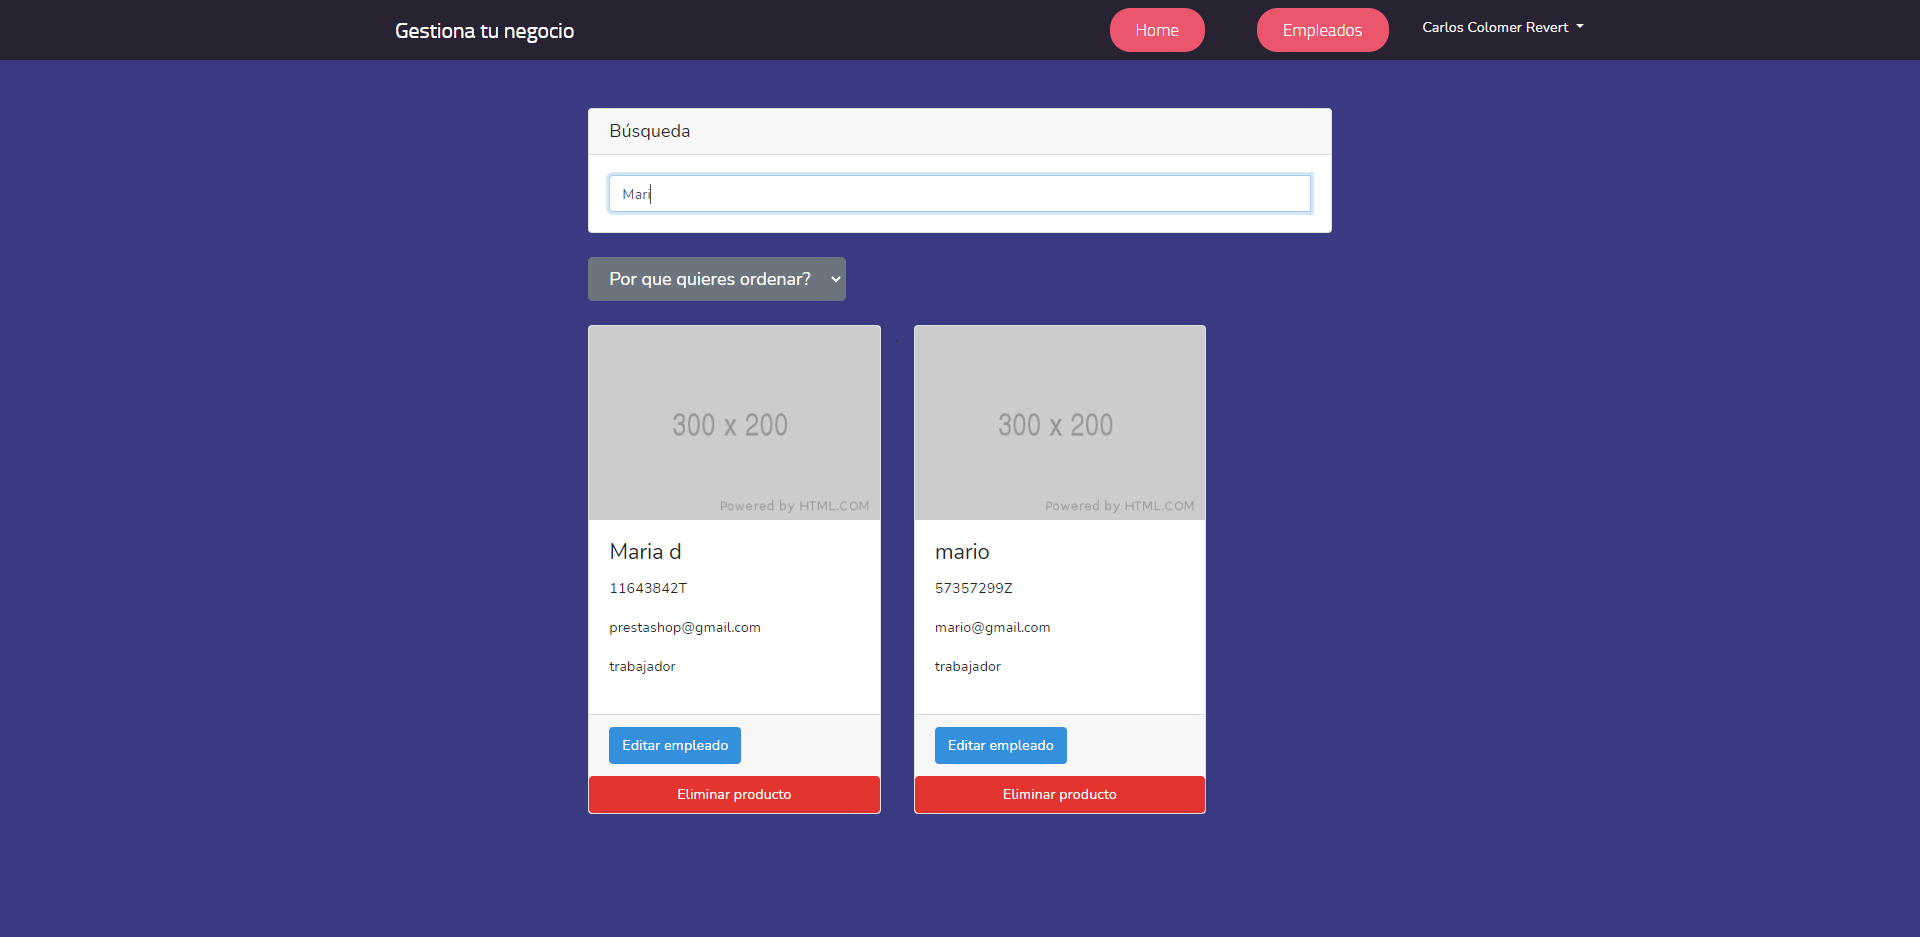 Gestiona tu negocio
Home
Empleados
Carlos Colomer Revert
Búsqueda
Mari
Por que quieres ordenar?
300 x 200
Powered by HTML.COM
300 x 200
Powered by HTML.COM
Maria d
11643842T
prestashop@gmail.com
trabajador
Editar empleado
Eliminar producto
mario
57357299Z
mario@gmail.com
trabajador
Editar empleado
Eliminar producto